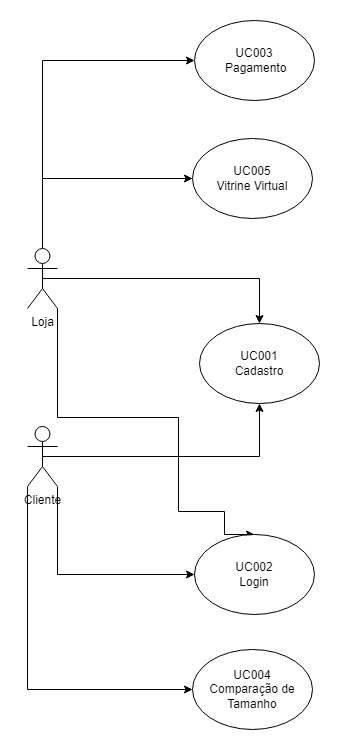 UC003
Pagamento
UC005
Vitrine Virtual
Loja
UC001
Cadastro
Cliente
UC002
Login
UC004
Comparação de
Tamanho